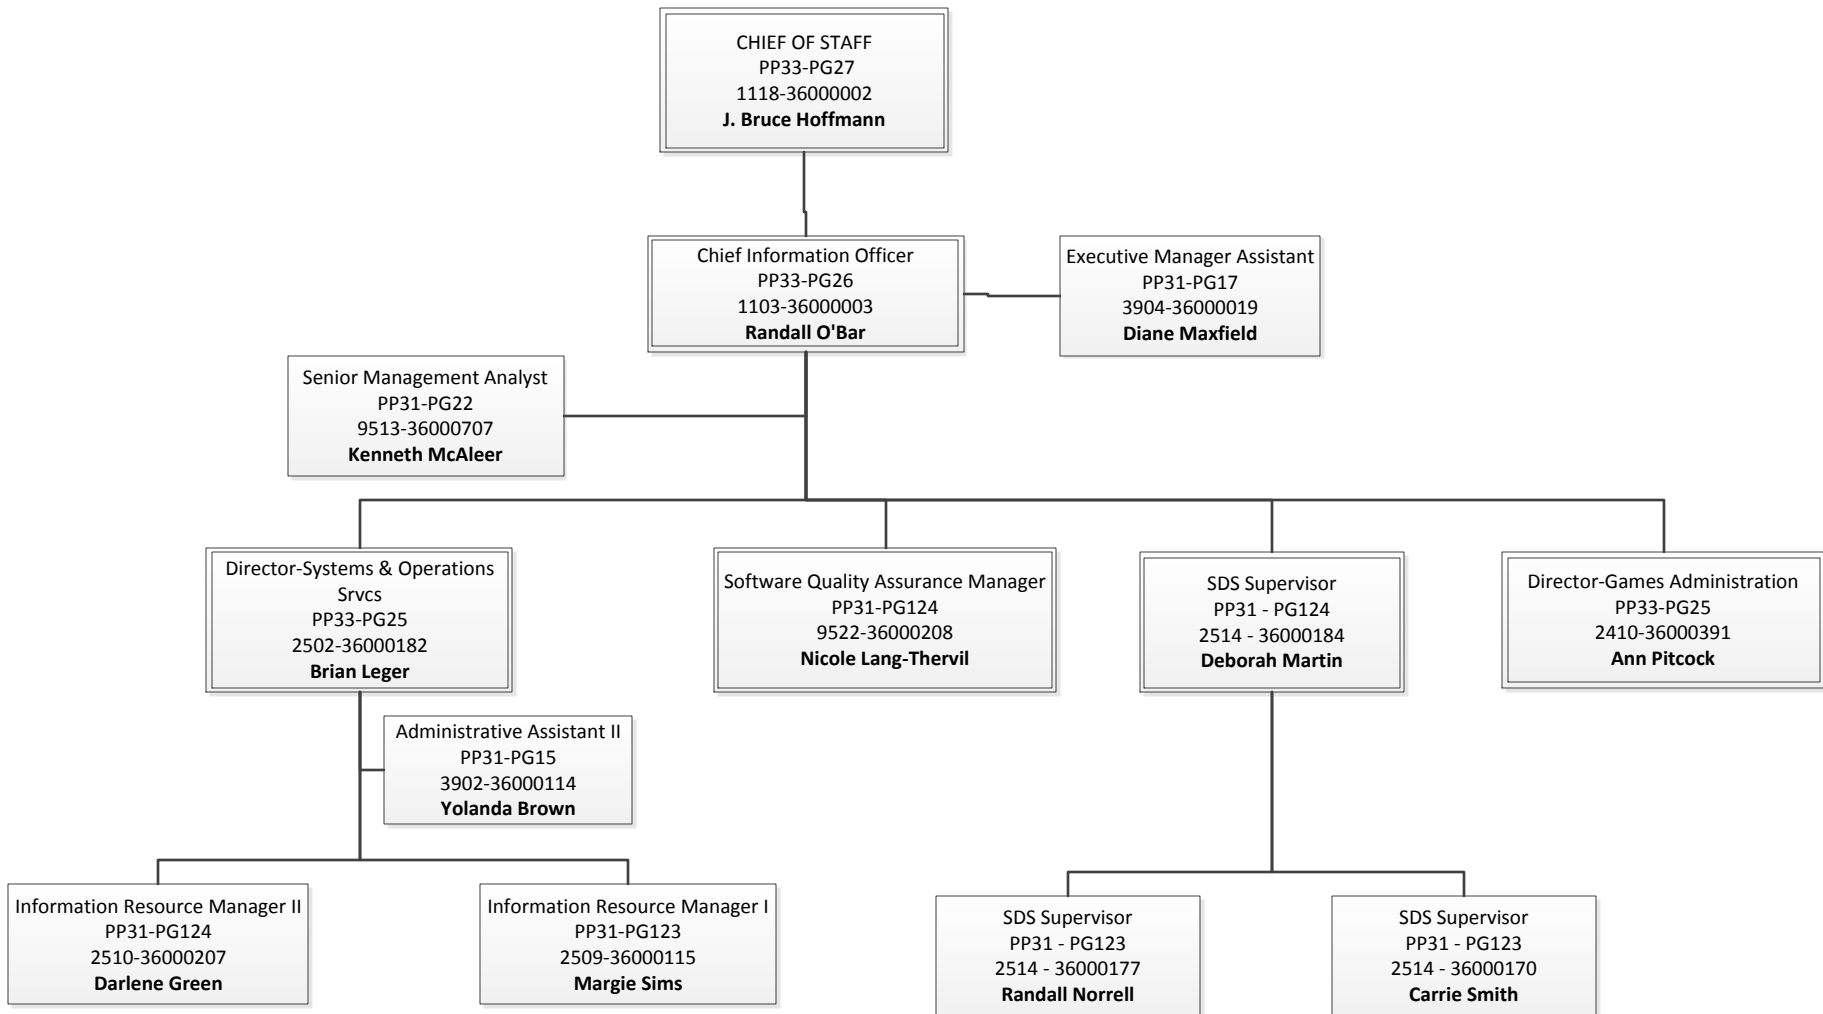 CHIEF OF STAFF
PP33-PG27
1118-36000002
J. Bruce Hoffmann
Chief Information Officer
PP33-PG26
1103-36000003
Randall O'Bar
Executive Manager Assistant
PP31-PG17
3904-36000019
Diane Maxfield
Senior Management Analyst
PP31-PG22
9513-36000707
Kenneth McAleer
Director-Systems & Operations
Srvcs
PP33-PG25
2502-36000182
Brian Leger
Software Quality Assurance Manager
PP31-PG124
9522-36000208
Nicole Lang-Thervil
SDS Supervisor
PP31 - PG124
2514 - 36000184
Deborah Martin
Director-Games Administration
PP33-PG25
2410-36000391
Ann Pitcock
Administrative Assistant II
PP31-PG15
3902-36000114
Yolanda Brown
Information Resource Manager II
PP31-PG124
2510-36000207
Darlene Green
Information Resource Manager I
PP31-PG123
2509-36000115
Margie Sims
SDS Supervisor
PP31 - PG123
2514 - 36000177
Randall Norrell
SDS Supervisor
PP31 - PG123
2514 - 36000170
Carrie Smith